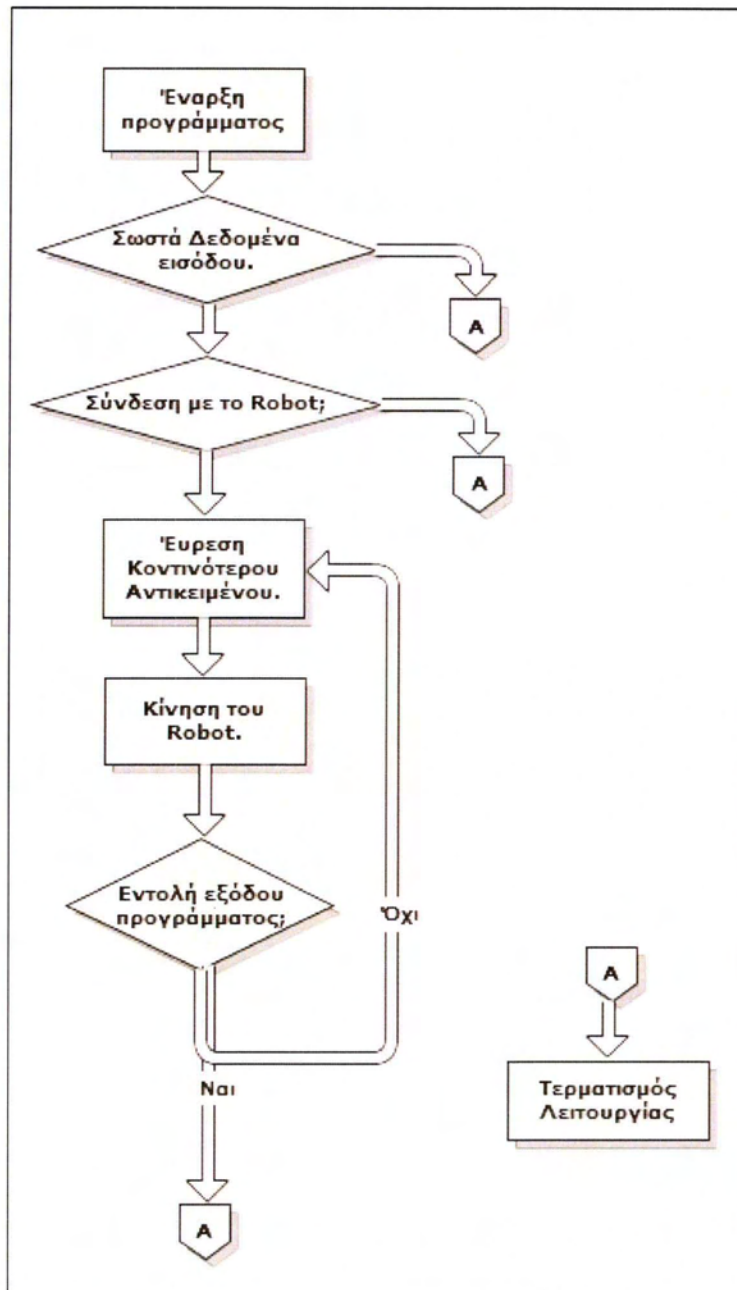 Έναρξη
προγράμματος
Σωστά Δεδομένα
εισόδου.
A
Σύνδεση με το Robot;
A
Έυρεση
Κοντινότερου
Αντικειμένου.
Κίνηση του
Robot.
Εντολή εξόδου
προγράμματος;
Όχι
Ναι
A
A
Τερματισμός
Λειτουργίας